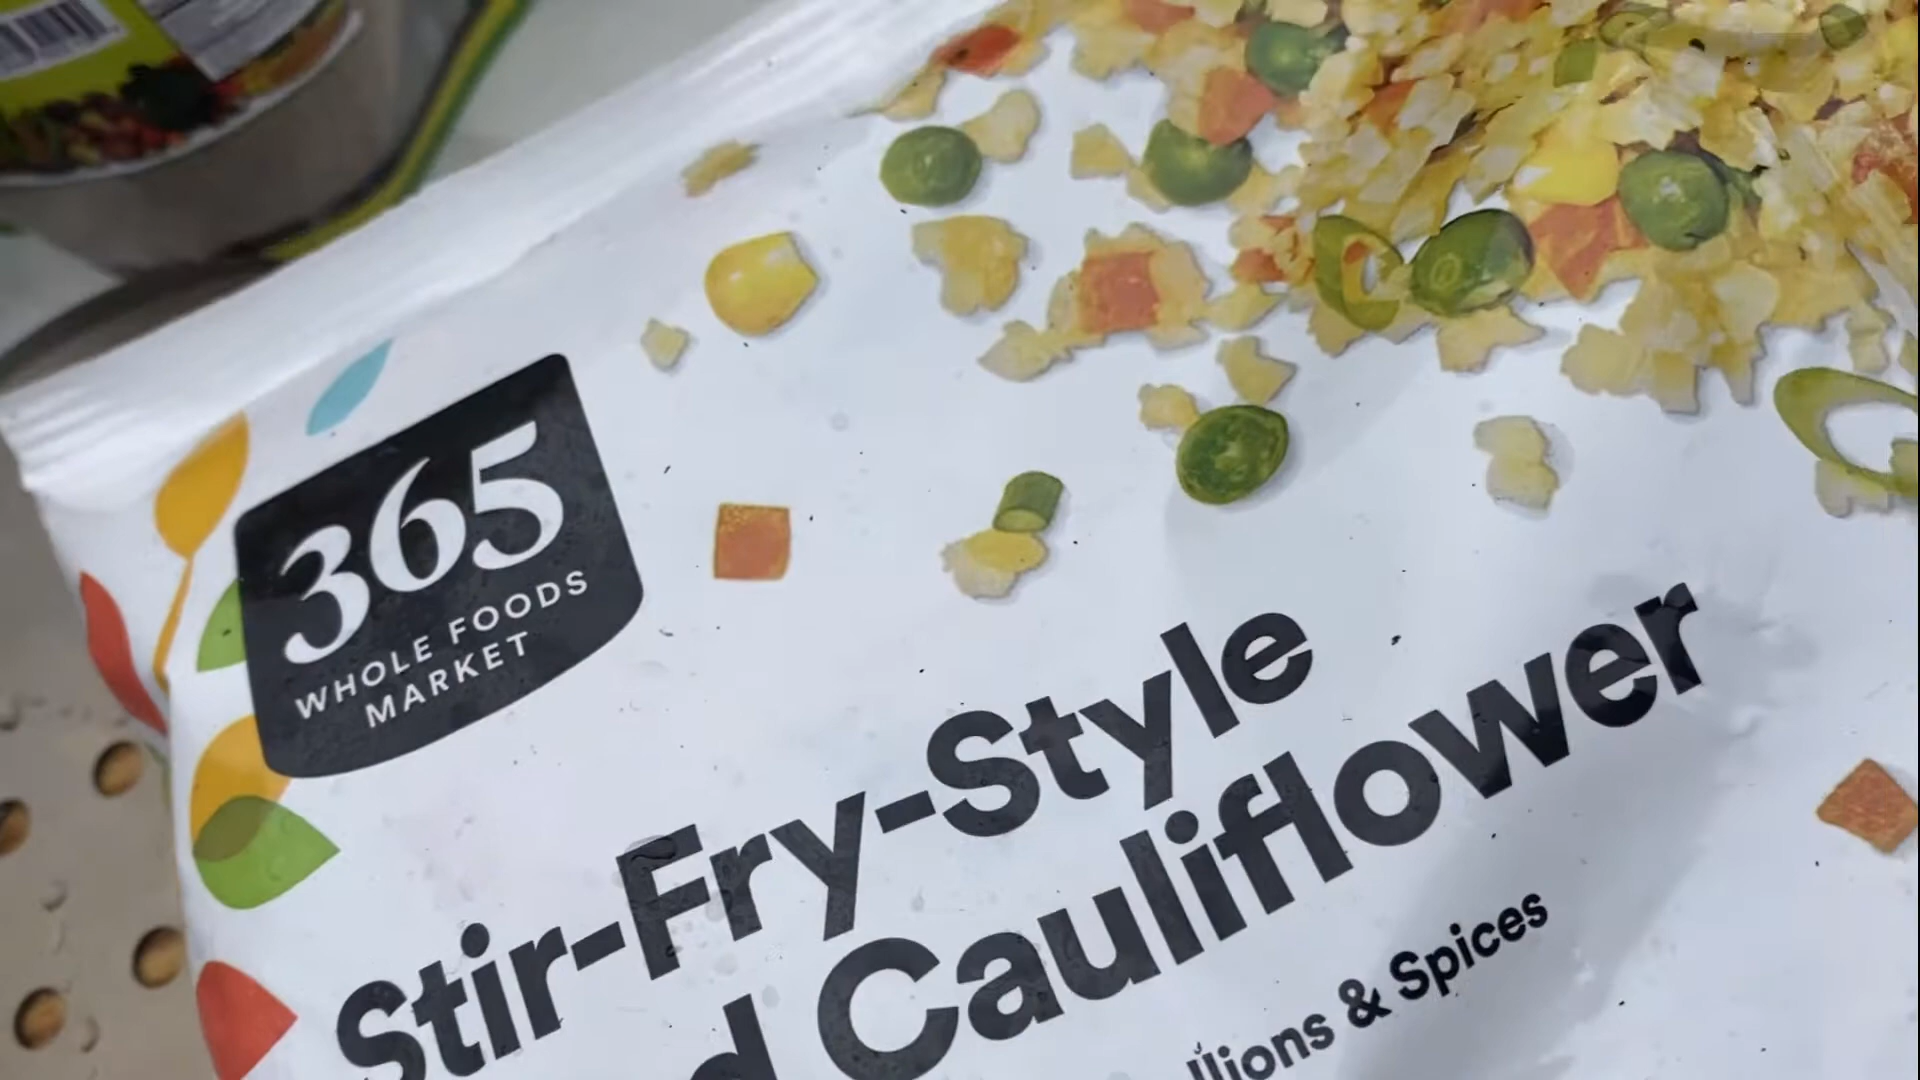 365
WHOLE FOODS
MARKET
Stir-Fry-Style
Cauliflower
& Spices